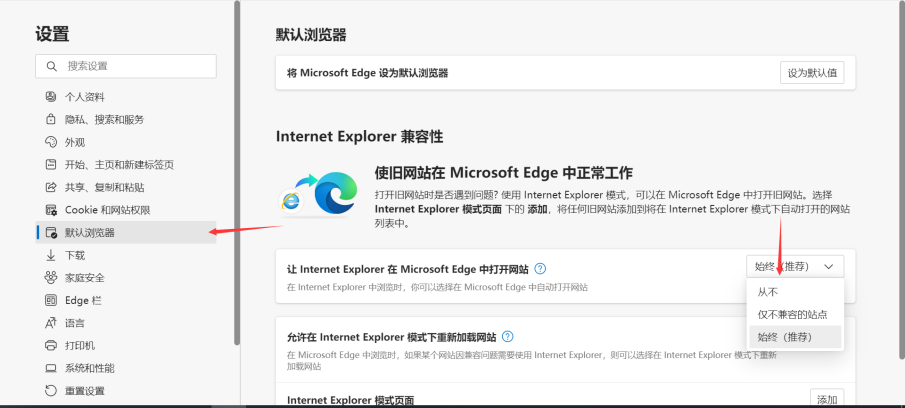 设置
搜索设置
个人资料
隐私、搜索和服务
外观
开始、主页和新建标签页
共享、复制和粘贴
Cookie 和网站权限
默认浏览器
下载
家庭安全
Edge 栏
语言
打印机
系统和性能
重置设置
默认浏览器
将 Microsoft Edge 设为默认浏览器
设为默认值
Internet Explorer 兼容性
使旧网站在 Microsoft Edge 中正常工作
打开旧网站时是否遇到问题? 使用 Internet Explorer 模式，可以在 Microsoft Edge 中打开旧网站。选择
Internet Explorer 模式页面 下的 添加，将任何旧网站添加到将在 Internet Explorer 模式下自动打开的网站
列表中。
让 Internet Explorer 在 Microsoft Edge 中打开网站
始终（推荐）
在 Internet Explorer 中浏览时，你可以选择在 Microsoft Edge 中自动打开网站
从不
仅不兼容的站点
始终（推荐）
允许在 Internet Explorer 模式下重新加载网站
在 Microsoft Edge 中浏览时，如果某个网站因兼容问题需要使用 Internet Explorer，则可以选择在 Internet Explorer 模式下重新
加载网站
Internet Explorer 模式页面
添加